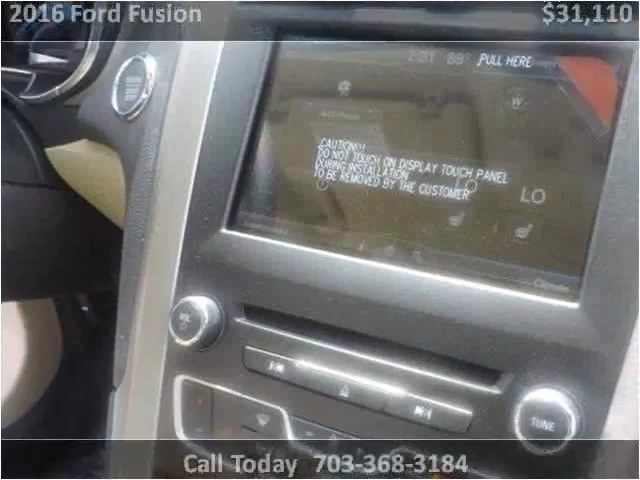 2016 Ford Fusion
$31,110
PULL HERE
CAUTION!!
DO NOT TOUCH ON DISPLAY TOUCH PANEL
DURING INSTALLATION
TO BE REMOVED BY THE CUSTOMER
LO
VOL
TUNE
Call Today 703-368-3184